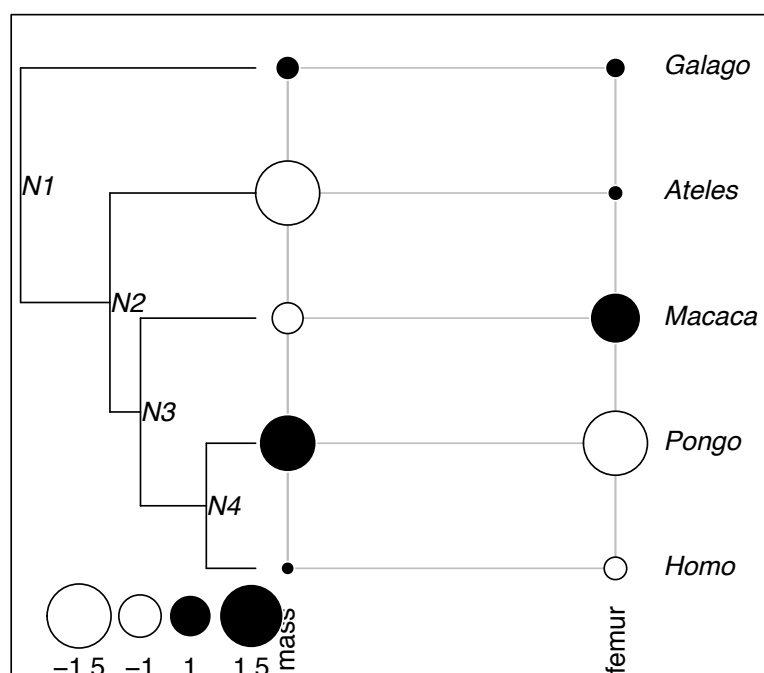 Galago
N1
Ateles
N2
Macaca
N3
Pongo
N4
Homo
mass
femur
−1.5 −1 1 1.5